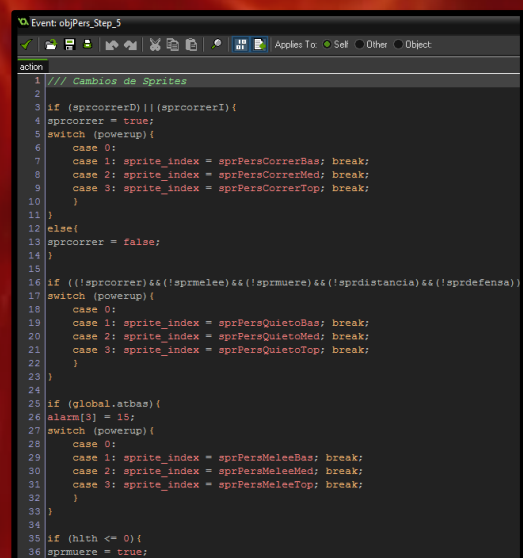 Event: objPers_Step_5
Applies To: Self Other Object:
action
1 /// Cambios de Sprites
2
3 if (sprcorrerD)||(sprcorrerI){
4 sprcorrer = true;
5 switch (powerup){
6 case 0:
7 case 1: sprite_index = sprPersCorrerBas; break;
8 case 2: sprite_index = sprPersCorrerMed; break;
9 case 3: sprite_index = sprPersCorrerTop; break;
10 }
11 }
12 else{
13 sprcorrer = false;
14 }
15
16 if ((!sprcorrer)&&(!sprmelee)&&(!sprmuere)&&(!sprdistancia)&&(!sprdefensa))
17 switch (powerup){
18 case 0:
19 case 1: sprite_index = sprPersQuietoBas; break;
20 case 2: sprite_index = sprPersQuietoMed; break;
21 case 3: sprite_index = sprPersQuietoTop; break;
22 }
23 }
24
25 if (global.atbas){
26 alarm[3] = 15;
27 switch (powerup){
28 case 0:
29 case 1: sprite_index = sprPersMeleeBas; break;
30 case 2: sprite_index = sprPersMeleeMed; break;
31 case 3: sprite_index = sprPersMeleeTop; break;
32 }
33 }
34
35 if (hlth <= 0){
36 sprmuere = true;